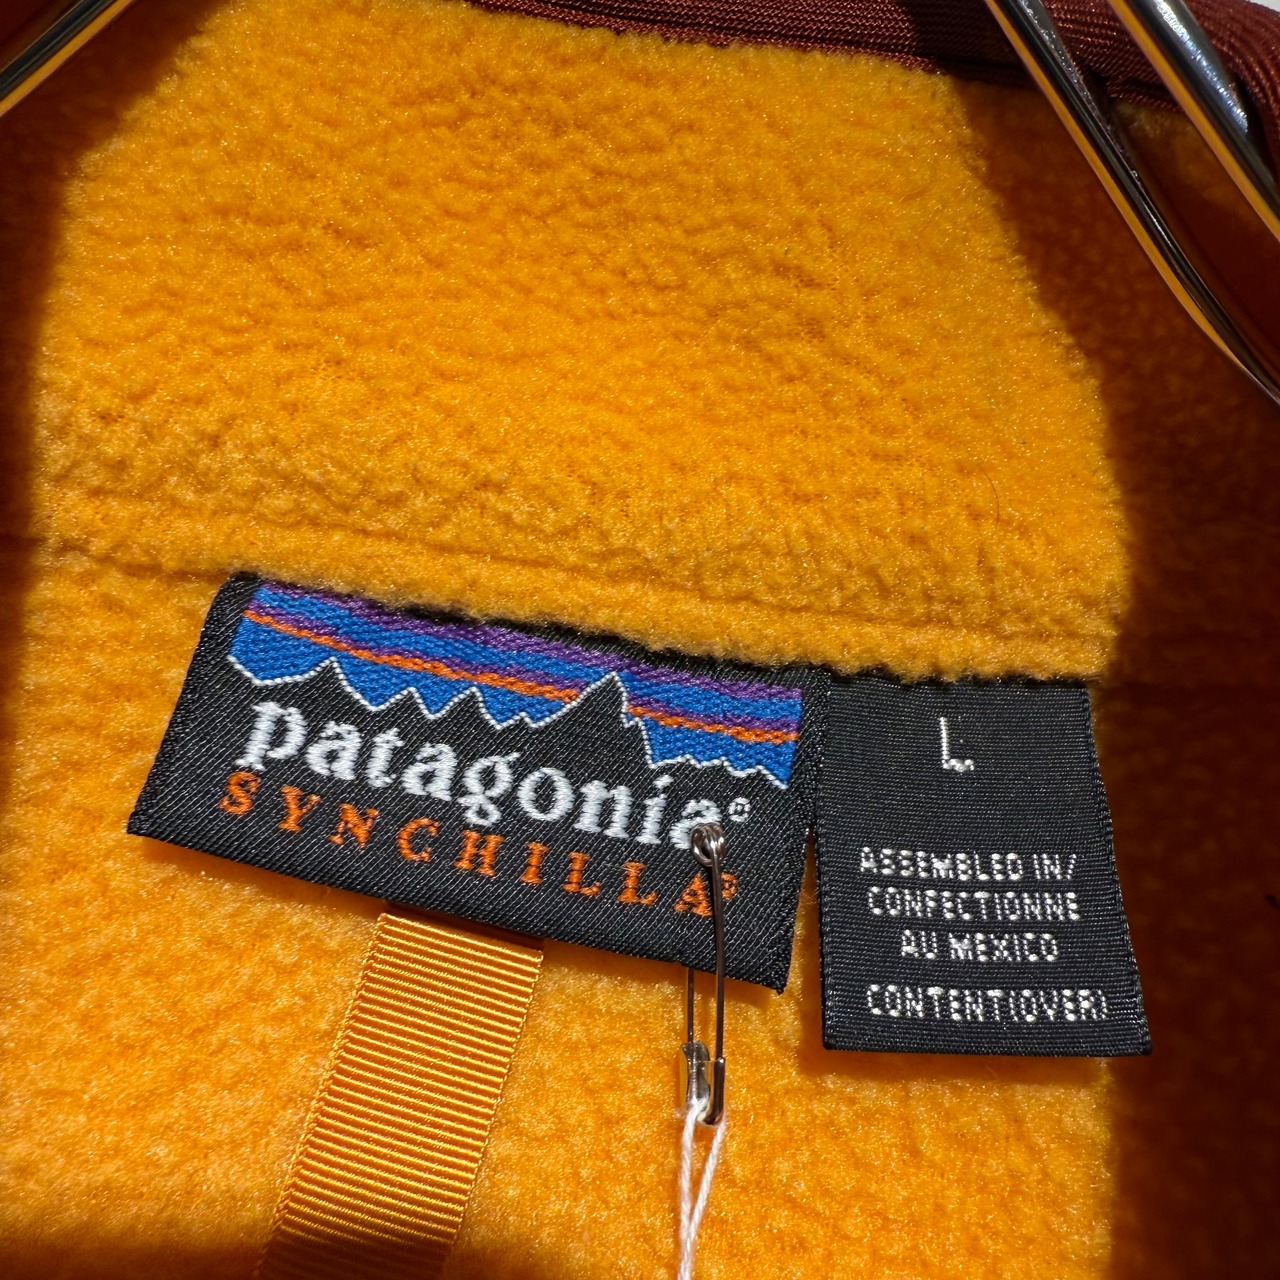 patagonia®
SYNCHILLA®
L
ASSEMBLED IN/
CONFECTIONNE
AU MEXICO
CONTENT(OVER)